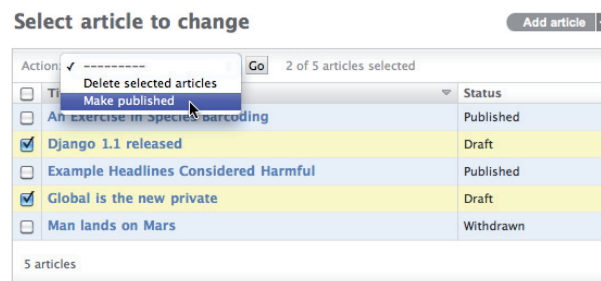 Select article to change
Add article
Action: ✓ ---------
Go
2 of 5 articles selected
Delete selected articles
Make published
Status
An Exercise in Species Barcoding
Published
Django 1.1 released
Draft
Example Headlines Considered Harmful
Published
Global is the new private
Draft
Man lands on Mars
Withdrawn
5 articles